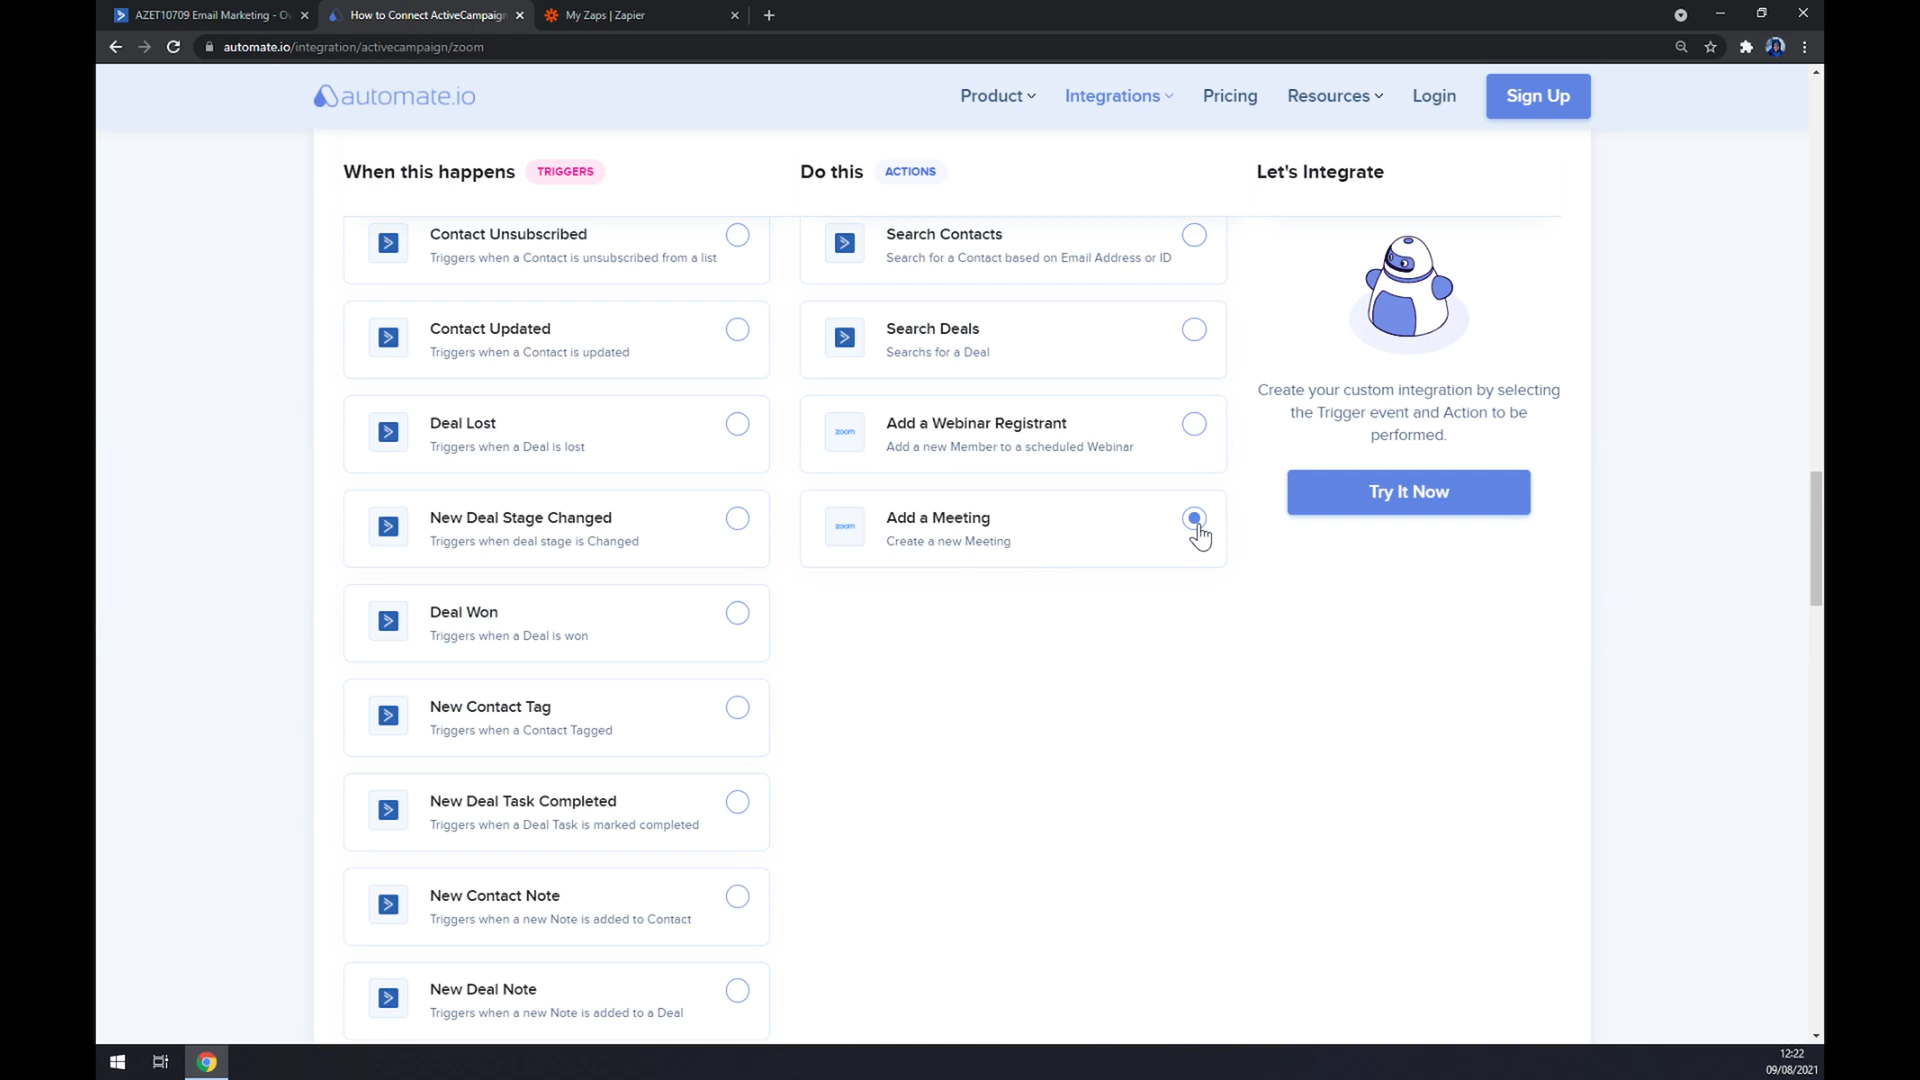 AZET10709 Email Marketing - Ov
How to Connect ActiveCampaign
My Zaps | Zapier
automate.io/integration/activecampaign/zoom
automate.io
Product
Integrations
Pricing
Resources
Login
Sign Up
When this happens
TRIGGERS
Do this
ACTIONS
Let's Integrate
Contact Unsubscribed
Triggers when a Contact is unsubscribed from a list
Contact Updated
Triggers when a Contact is updated
Deal Lost
Triggers when a Deal is lost
New Deal Stage Changed
Triggers when deal stage is Changed
Deal Won
Triggers when a Deal is won
New Contact Tag
Triggers when a Contact Tagged
New Deal Task Completed
Triggers when a Deal Task is marked completed
New Contact Note
Triggers when a new Note is added to Contact
New Deal Note
Triggers when a new Note is added to a Deal
Search Contacts
Search for a Contact based on Email Address or ID
Search Deals
Searchs for a Deal
zoom
Add a Webinar Registrant
Add a new Member to a scheduled Webinar
zoom
Add a Meeting
Create a new Meeting
Create your custom integration by selecting
the Trigger event and Action to be
performed.
Try It Now
12:22
09/08/2021